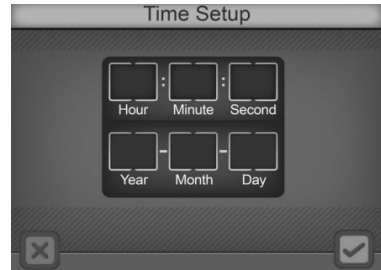 Time Setup
: :
Hour Minute Second
- -
Year Month Day